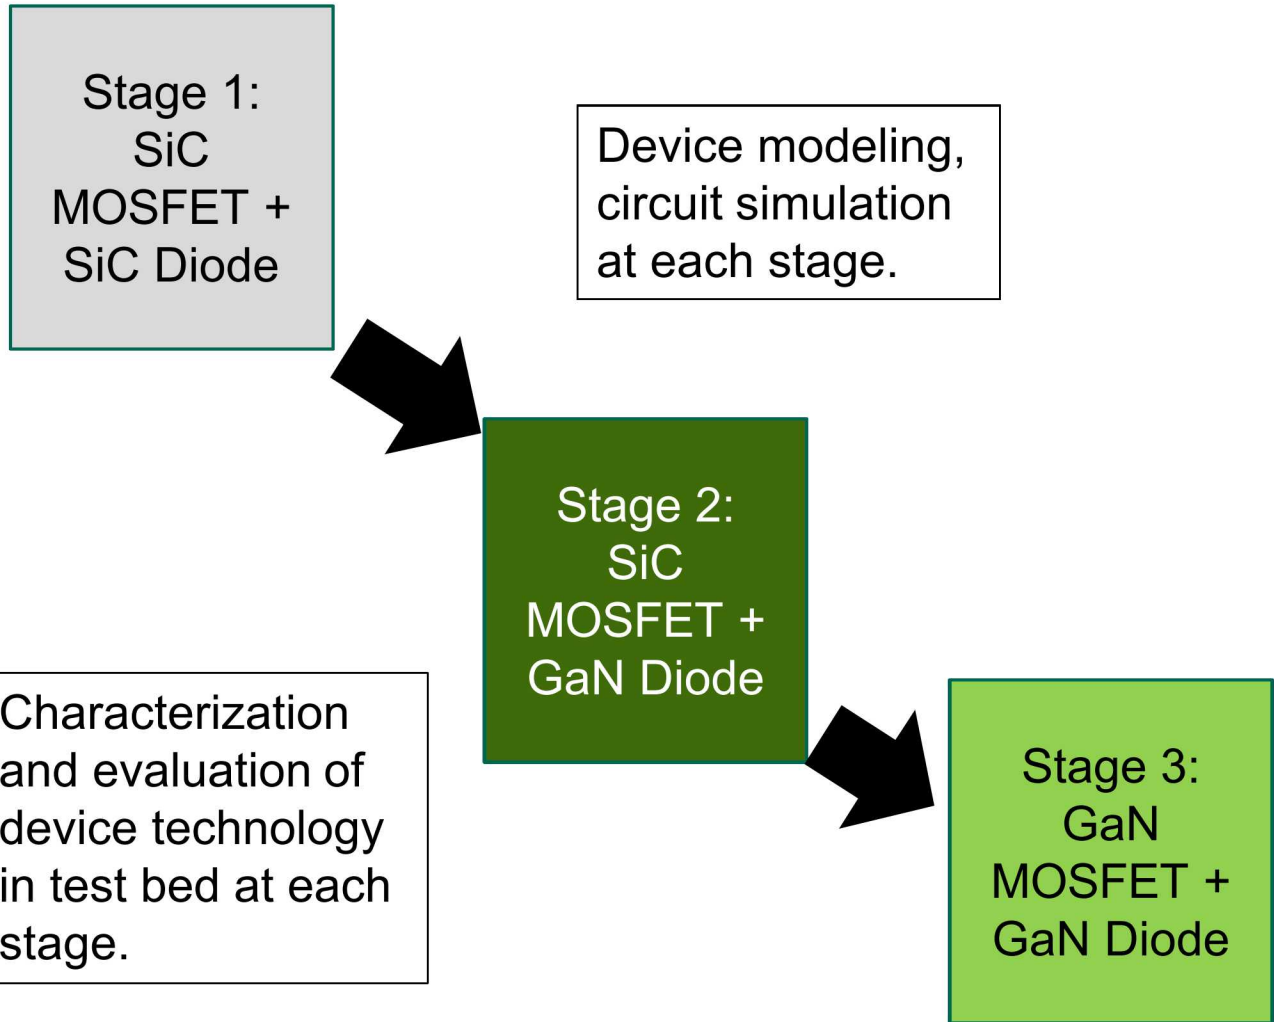 Stage 1:
SiC
MOSFET +
SiC Diode
Device modeling,
circuit simulation
at each stage.
Stage 2:
SiC
MOSFET +
GaN Diode
Characterization
and evaluation of
device technology
in test bed at each
stage.
Stage 3:
GaN
MOSFET +
GaN Diode